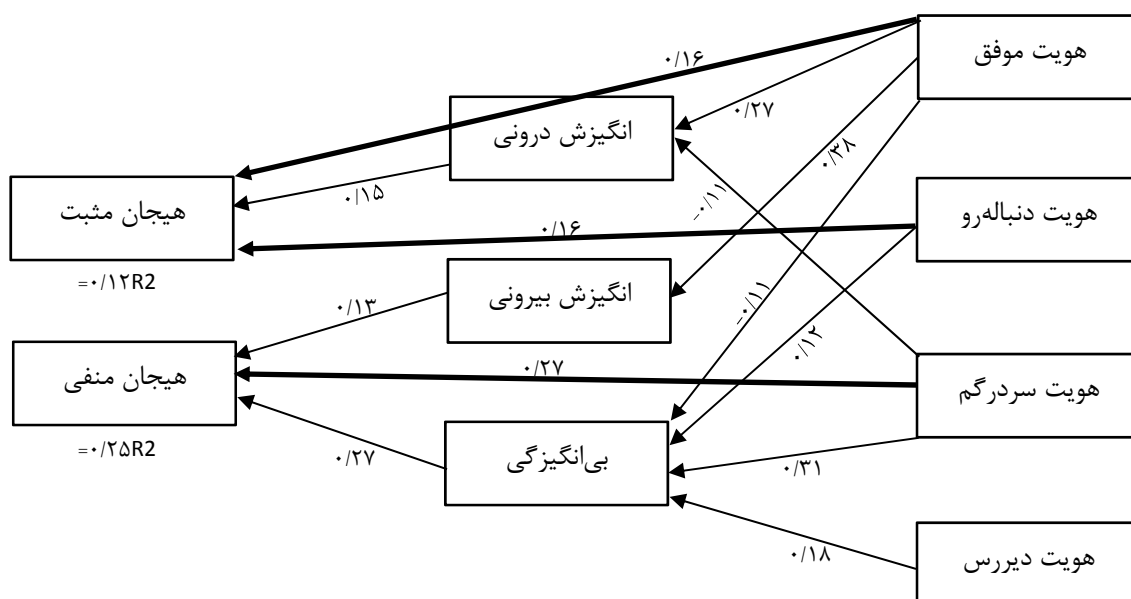 هویت موفق
۰/۱۶
۰/۲۷
انگیزش درونی
۰/۳۸
۰/۱۵
-۰/۱۱
هیجان مثبت
هویت دنباله‌رو
۰/۱۶
=۰/۱۲R2
انگیزش بیرونی
-۰/۱۱
۰/۱۳
۰/۱۲
هیجان منفی
۰/۲۷
هویت سردرگم
=۰/۲۵R2
۰/۲۷
بی‌انگیزگی
۰/۳۱
۰/۱۸
هویت دیررس